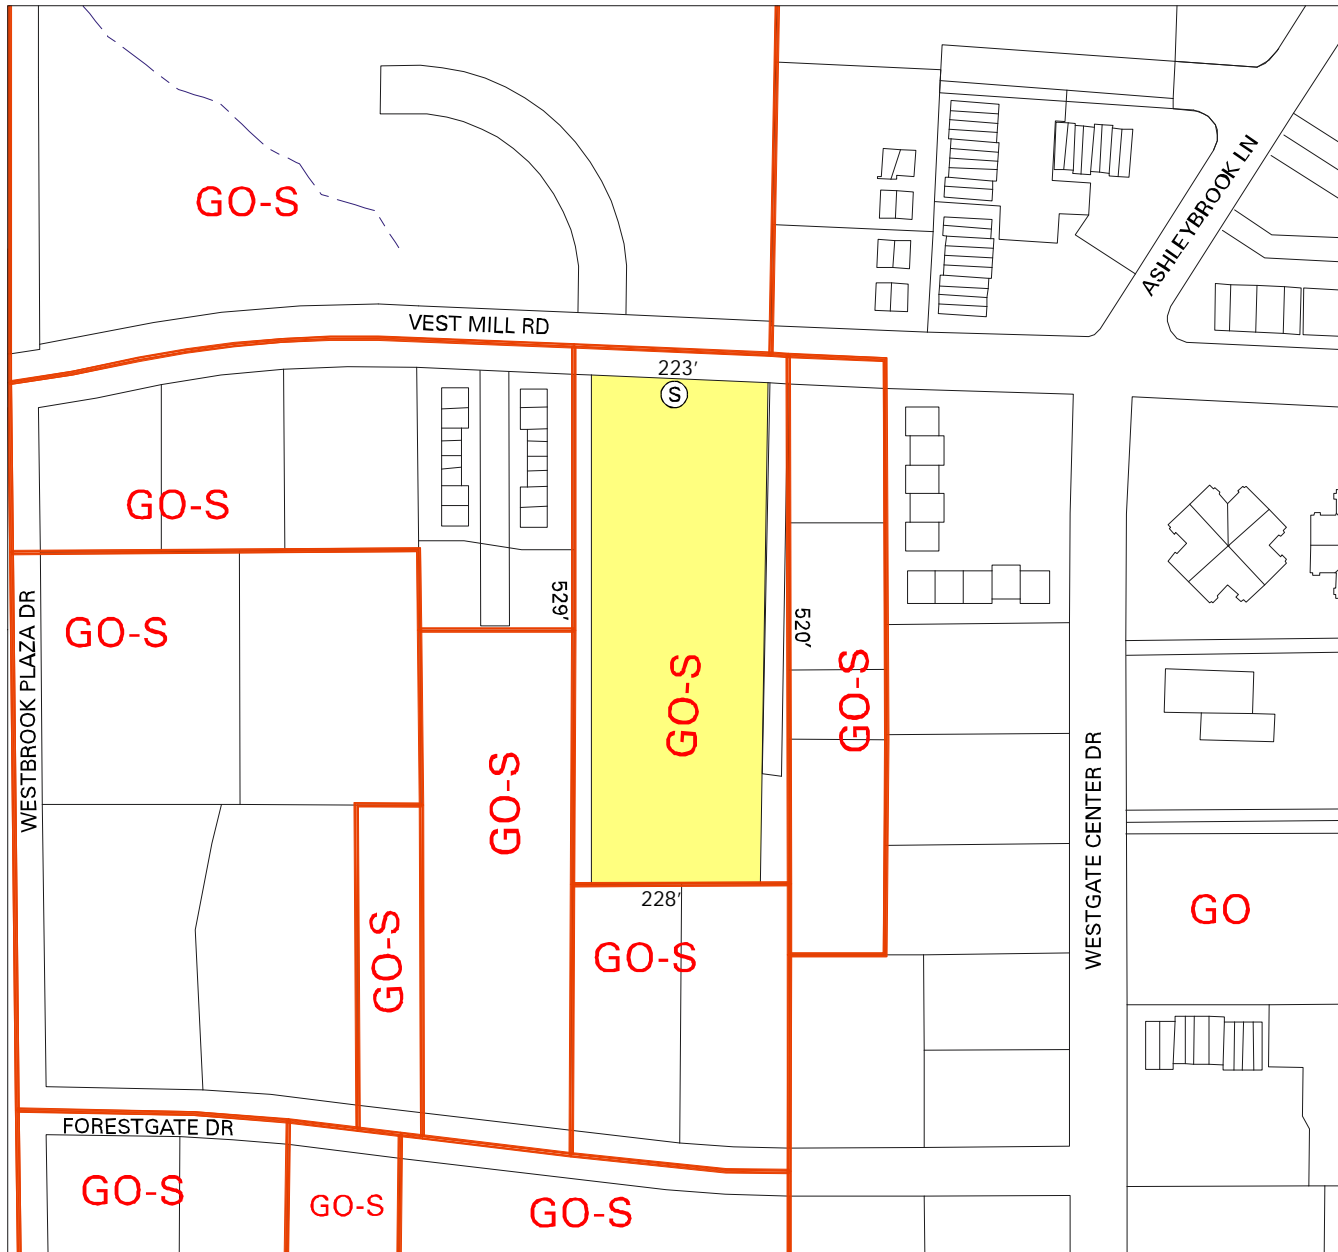 GO-S
ASHLEYBROOK LN
VEST MILL RD
223'
S
GO-S
529'
520'
WESTBROOK PLAZA DR
GO-S
GO-S
GO-S
GO-S
WESTGATE CENTER DR
228'
GO
GO-S
GO-S
FORESTGATE DR
GO-S
GO-S
GO-S